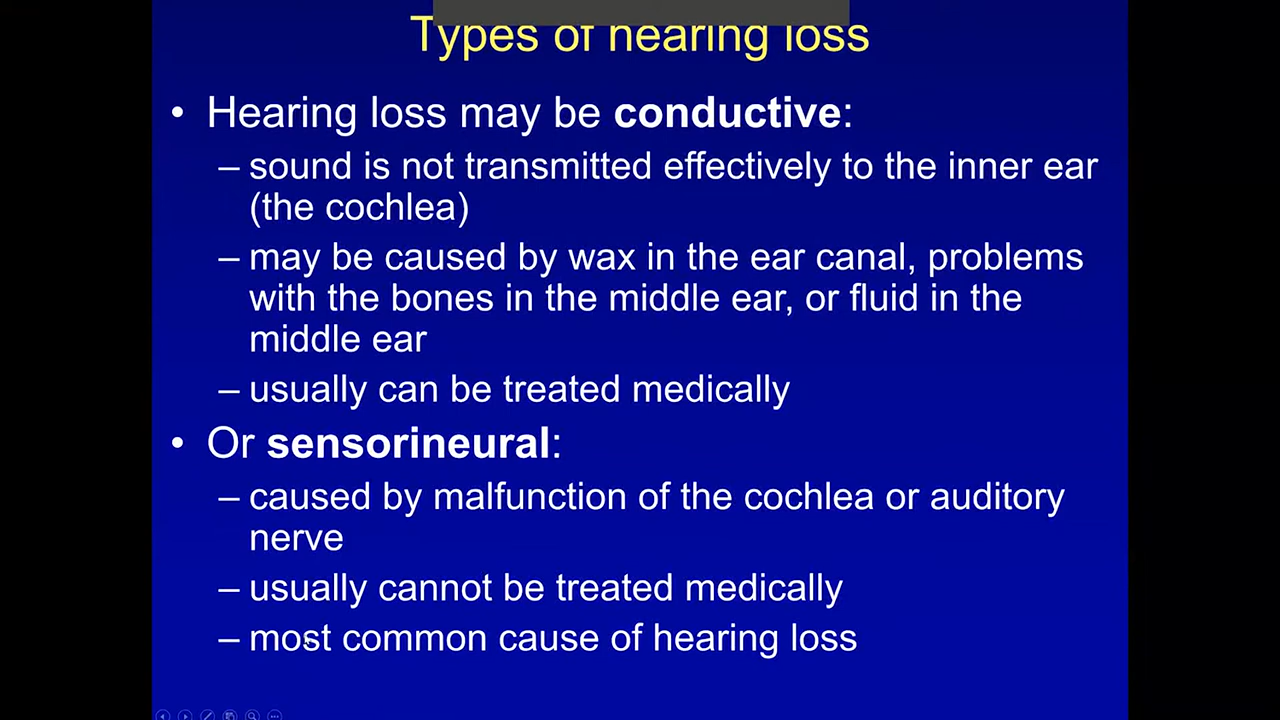 Types of hearing loss
• Hearing loss may be conductive:
– sound is not transmitted effectively to the inner ear
(the cochlea)
– may be caused by wax in the ear canal, problems
with the bones in the middle ear, or fluid in the
middle ear
– usually can be treated medically
• Or sensorineural:
– caused by malfunction of the cochlea or auditory
nerve
– usually cannot be treated medically
– most common cause of hearing loss